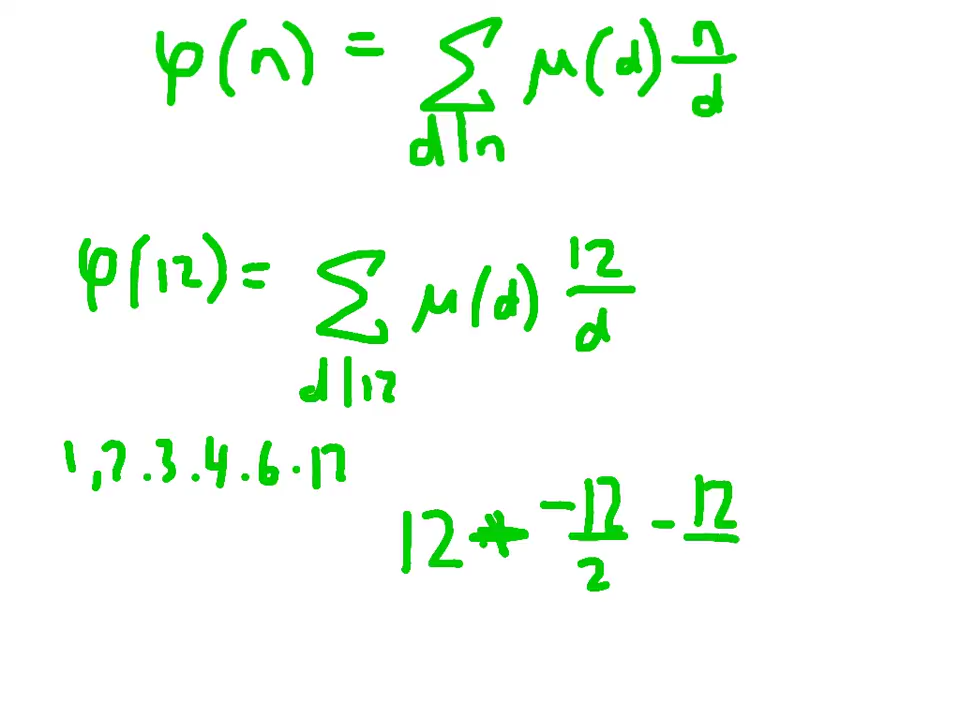 φ(n) = Σ_{d|n} μ(d) n/d
φ(12) = Σ_{d|12} μ(d) 12/d
1, 2 . 3 . 4 . 6 . 12
12 * -12/2 - 12/